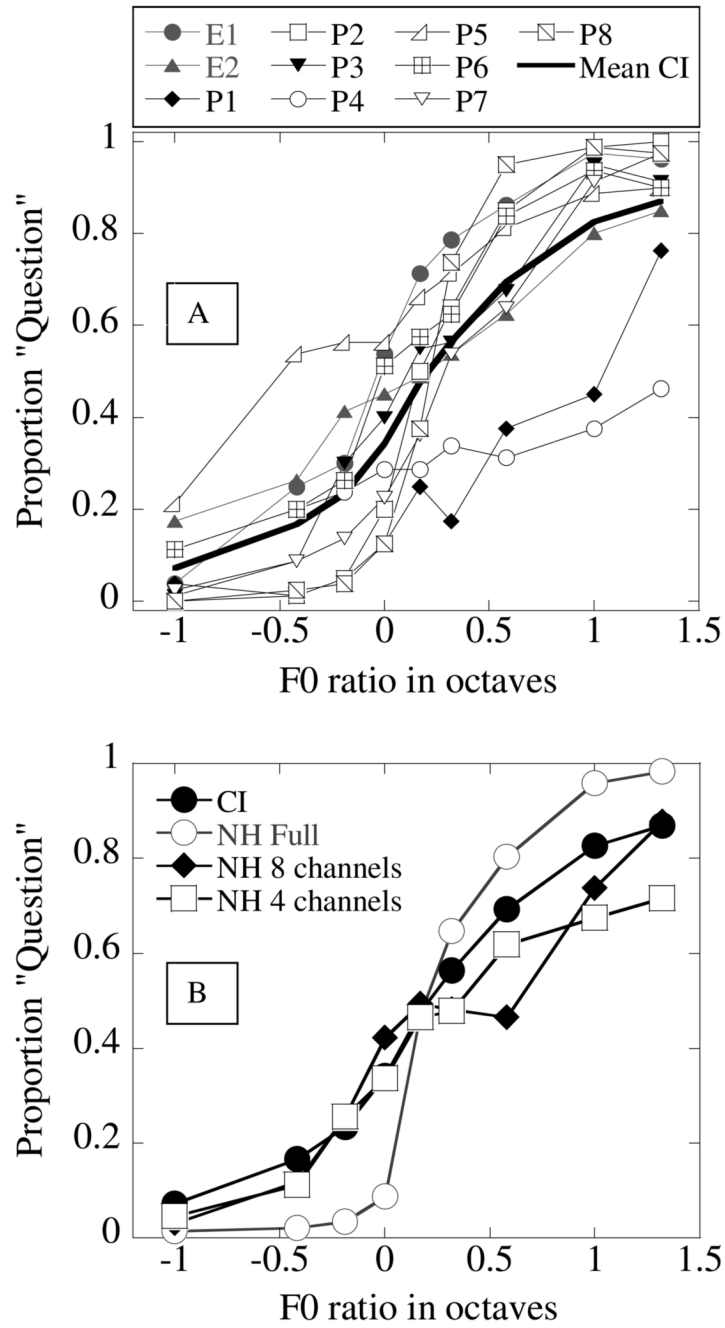 E1 P2 P5 P8
E2 P3 P6 Mean CI
P1 P4 P7
1
0.8
0.6
0.4
0.2
0
Proportion "Question"
A
-1 -0.5 0 0.5 1 1.5
F0 ratio in octaves
1
0.8
0.6
0.4
0.2
0
Proportion "Question"
CI
NH Full
NH 8 channels
NH 4 channels
B
-1 -0.5 0 0.5 1 1.5
F0 ratio in octaves